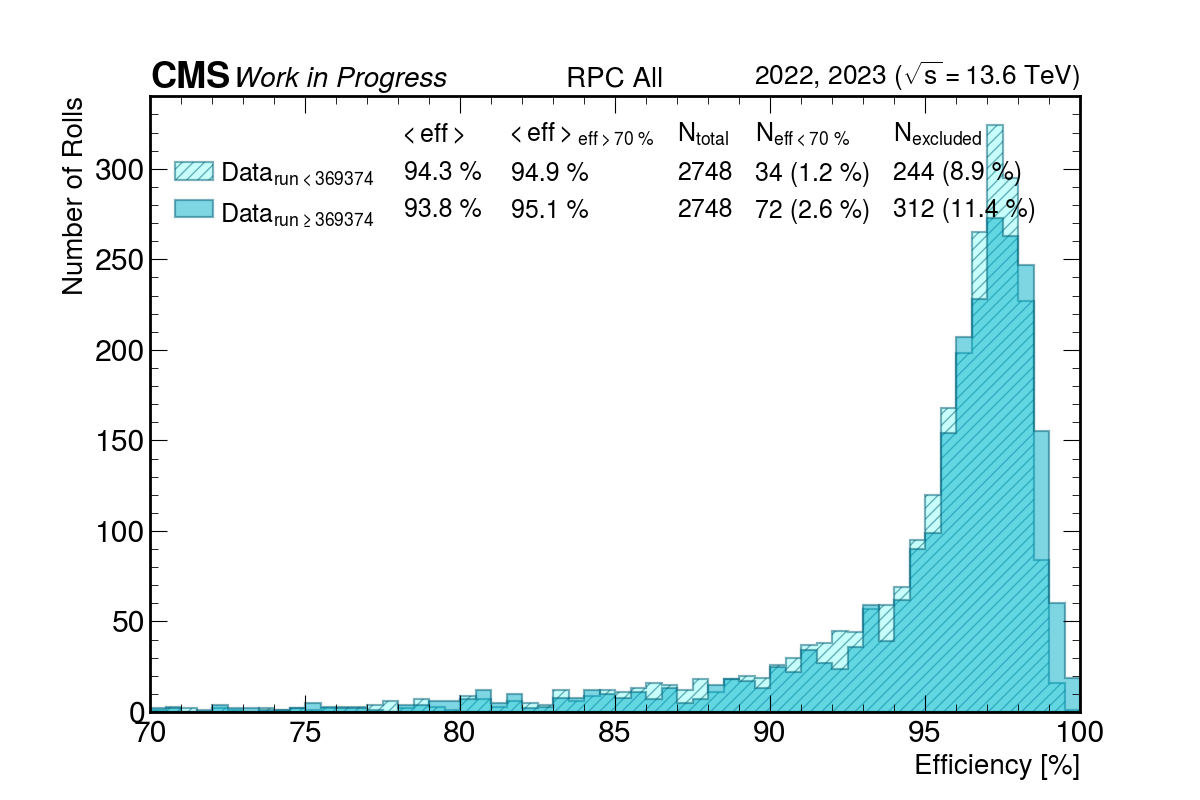 CMS Work in Progress RPC All 2022, 2023 (√s = 13.6 TeV)
< eff > < eff > eff > 70 % Ntotal Neff < 70 % Nexcluded
Datarun < 369374 94.3 % 94.9 % 2748 34 (1.2 %) 244 (8.9 %)
Datarun ≥ 369374 93.8 % 95.1 % 2748 72 (2.6 %) 312 (11.4 %)
Number of Rolls
300
250
200
150
100
50
0
70 75 80 85 90 95 100
Efficiency [%]